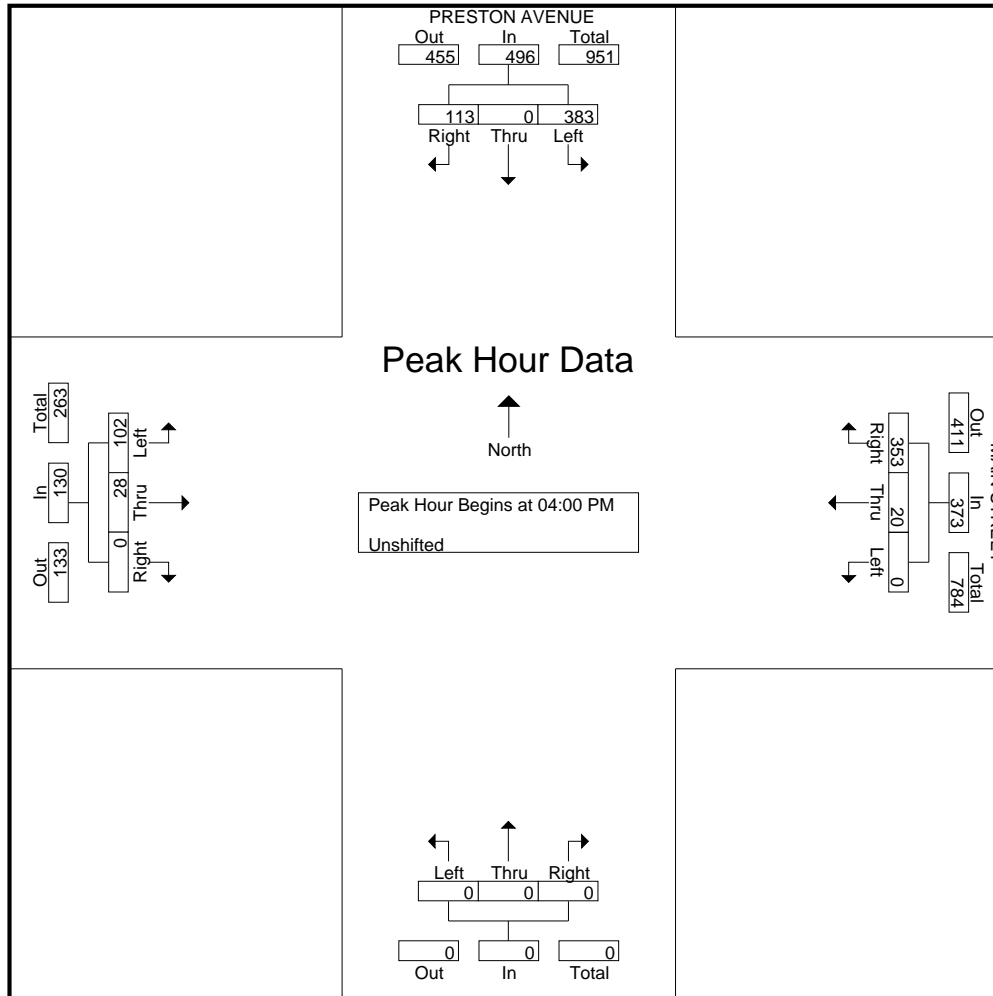 PRESTON AVENUE
Out In Total
455 496 951
113 0 383
Right Thru Left
Peak Hour Data
North
Peak Hour Begins at 04:00 PM
Unshifted
Total In Out
263 130 133
102 28 0
Left Thru Right
Right Thru Left
353 20 0
Out In Total
411 373 784
Left Thru Right
0 0 0
0 0 0
Out In Total